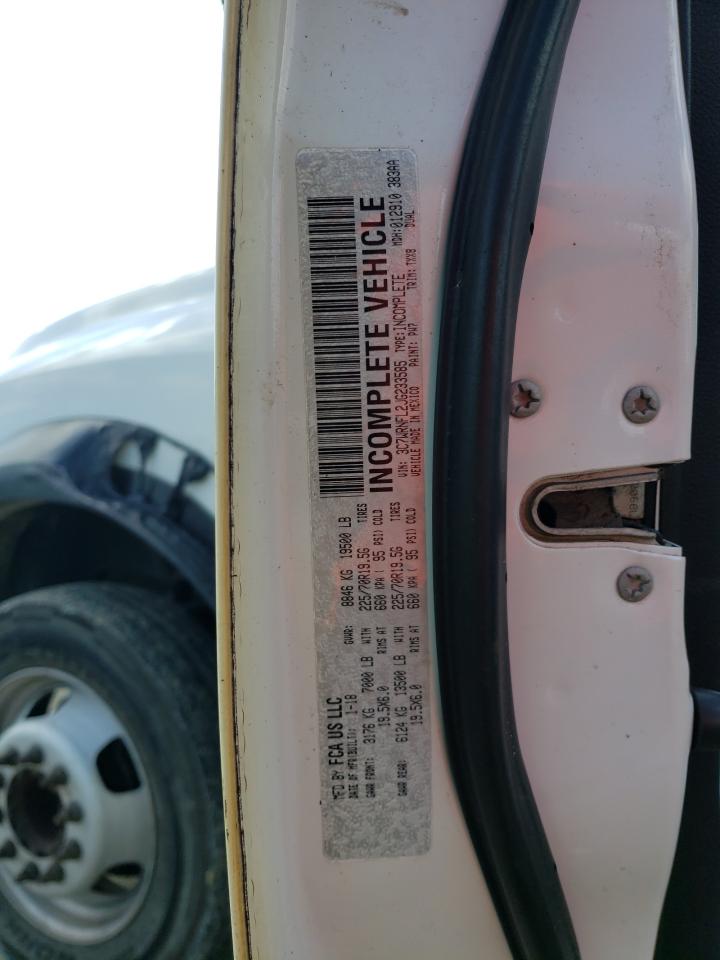 MFD BY FCA US LLC
DATE OF MFR(BUILT): 1-18 GVWR: 8846 KG 19500 LB
GAWR FRONT: 3176 KG 7000 LB WITH 225/70R19.5G TIRES
19.5X6.0 RIMS AT 660 KPA ( 95 PSI) COLD
GAWR REAR: 6124 KG 13500 LB WITH 225/70R19.5G TIRES
19.5X6.0 RIMS AT 660 KPA ( 95 PSI) COLD
INCOMPLETE VEHICLE
VIN: 3C7WRNFL2JG233585 TYPE:INCOMPLETE MDH:012910 383AA
VEHICLE MADE IN MEXICO PAINT: PW7 TRIM: TXX8 DUAL